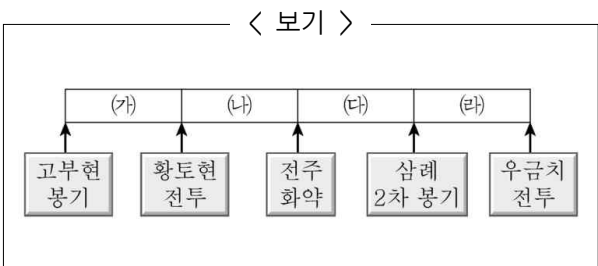 < 보기 >
(가) (나) (다) (라)
고부현 봉기
황토현 전투
전주 화약
삼례 2차 봉기
우금치 전투